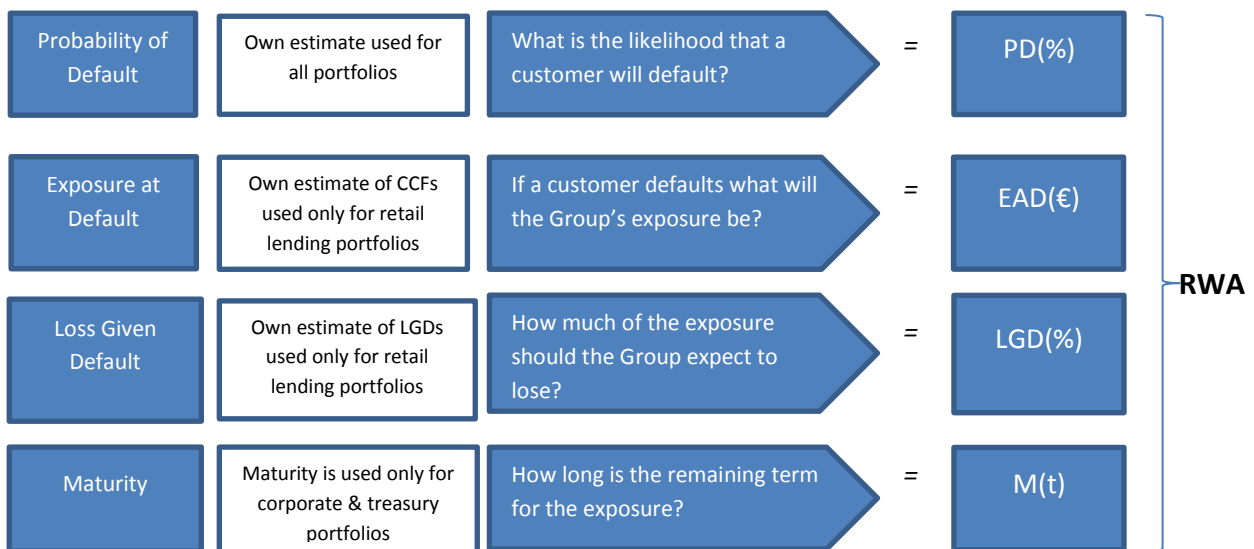 Probability of
Default
Own estimate used for
all portfolios
What is the likelihood that a
customer will default?
=
PD(%)
Exposure at
Default
Own estimate of CCFs
used only for retail
lending portfolios
If a customer defaults what will
the Group’s exposure be?
=
EAD(€)
RWA
Loss Given
Default
Own estimate of LGDs
used only for retail
lending portfolios
How much of the exposure
should the Group expect to
lose?
=
LGD(%)
Maturity
Maturity is used only for
corporate & treasury
portfolios
How long is the remaining term
for the exposure?
=
M(t)